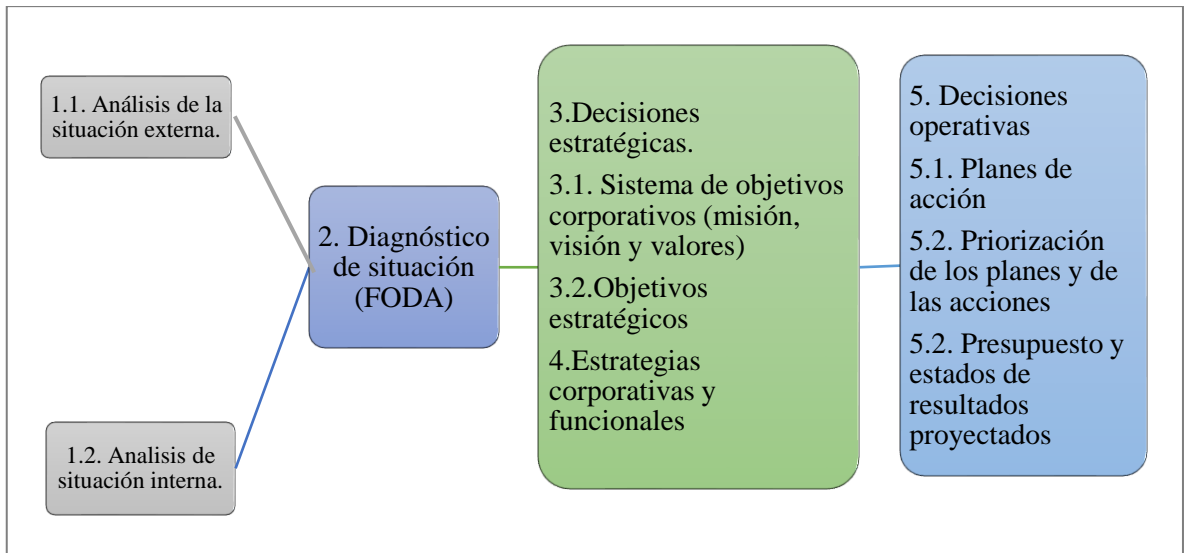 1.1. Análisis de la
situación externa.
1.2. Analisis de
situación interna.
2. Diagnóstico
de situación
(FODA)
3.Decisiones
estratégicas.
3.1. Sistema de objetivos
corporativos (misión,
visión y valores)
3.2.Objetivos
estratégicos
4.Estrategias
corporativas y
funcionales
5. Decisiones
operativas
5.1. Planes de
acción
5.2. Priorización
de los planes y de
las acciones
5.2. Presupuesto y
estados de
resultados
proyectados